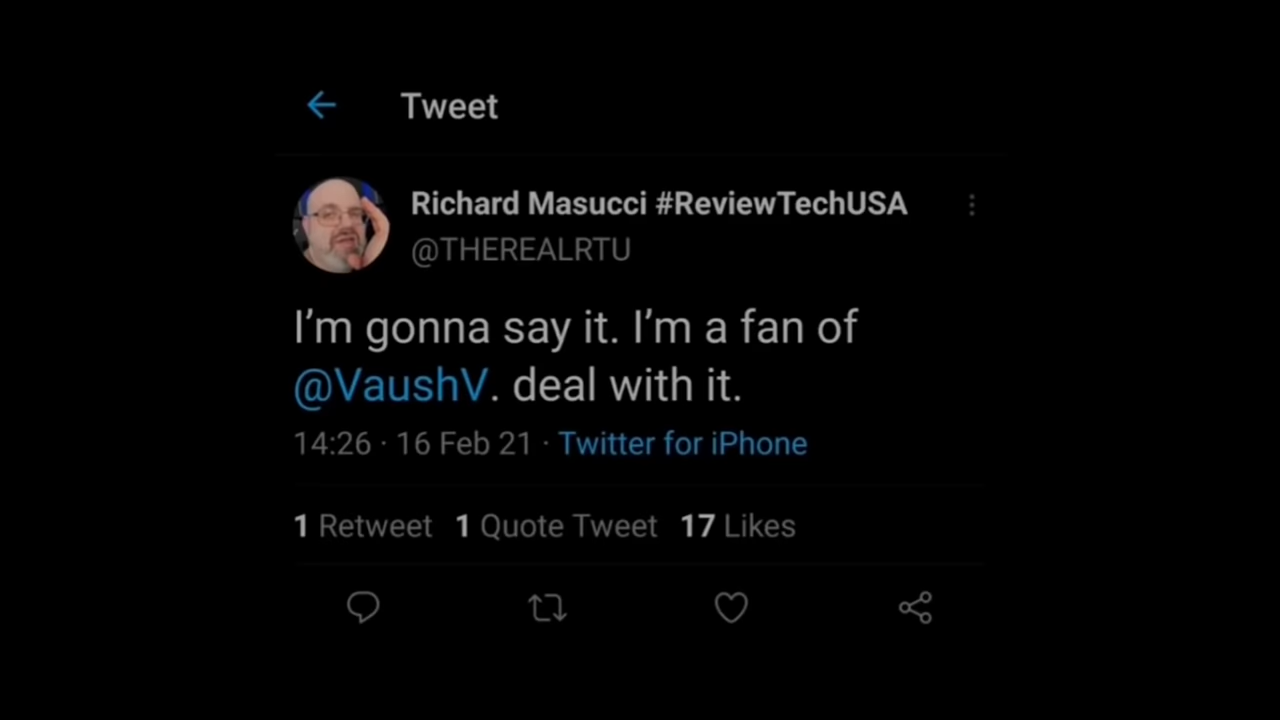 Tweet
Richard Masucci #ReviewTechUSA
@THEREALRTU
I'm gonna say it. I'm a fan of
@VaushV. deal with it.
14:26 · 16 Feb 21 · Twitter for iPhone
1 Retweet 1 Quote Tweet 17 Likes